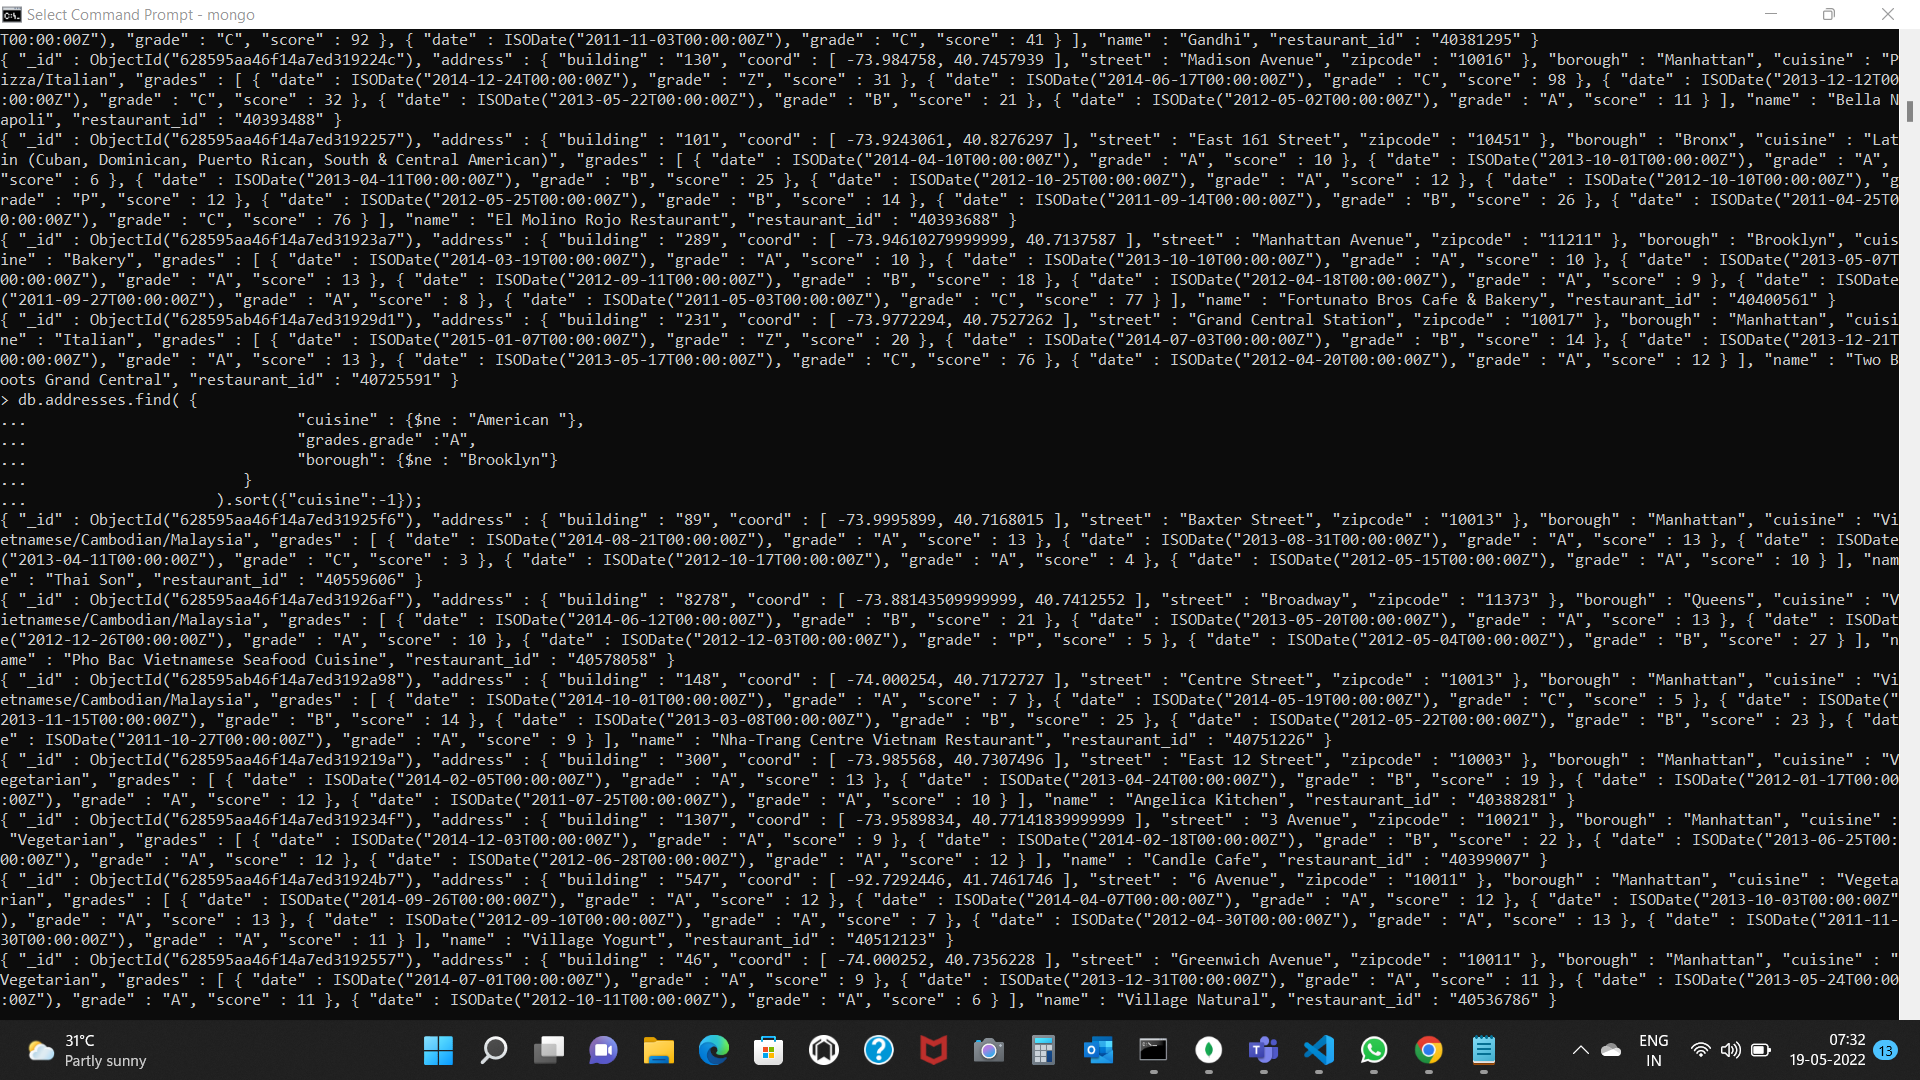 Select Command Prompt - mongo
T00:00:00Z"), "grade" : "C", "score" : 92 }, { "date" : ISODate("2011-11-03T00:00:00Z"), "grade" : "C", "score" : 41 } ], "name" : "Gandhi", "restaurant_id" : "40381295" }
{ "_id" : ObjectId("628595aa46f14a7ed319224c"), "address" : { "building" : "130", "coord" : [ -73.984758, 40.7457939 ], "street" : "Madison Avenue", "zipcode" : "10016" }, "borough" : "Manhattan", "cuisine" : "P
izza/Italian", "grades" : [ { "date" : ISODate("2014-12-24T00:00:00Z"), "grade" : "Z", "score" : 31 }, { "date" : ISODate("2014-06-17T00:00:00Z"), "grade" : "C", "score" : 98 }, { "date" : ISODate("2013-12-12T00
:00:00Z"), "grade" : "C", "score" : 32 }, { "date" : ISODate("2013-05-22T00:00:00Z"), "grade" : "B", "score" : 21 }, { "date" : ISODate("2012-05-02T00:00:00Z"), "grade" : "A", "score" : 11 } ], "name" : "Bella N
apoli", "restaurant_id" : "40393488" }
{ "_id" : ObjectId("628595aa46f14a7ed3192257"), "address" : { "building" : "101", "coord" : [ -73.9243061, 40.8276297 ], "street" : "East 161 Street", "zipcode" : "10451" }, "borough" : "Bronx", "cuisine" : "Lat
in (Cuban, Dominican, Puerto Rican, South & Central American)", "grades" : [ { "date" : ISODate("2014-04-10T00:00:00Z"), "grade" : "A", "score" : 10 }, { "date" : ISODate("2013-10-01T00:00:00Z"), "grade" : "A",
"score" : 6 }, { "date" : ISODate("2013-04-11T00:00:00Z"), "grade" : "B", "score" : 25 }, { "date" : ISODate("2012-10-25T00:00:00Z"), "grade" : "A", "score" : 12 }, { "date" : ISODate("2012-10-10T00:00:00Z"), "g
rade" : "P", "score" : 12 }, { "date" : ISODate("2012-05-25T00:00:00Z"), "grade" : "B", "score" : 14 }, { "date" : ISODate("2011-09-14T00:00:00Z"), "grade" : "B", "score" : 26 }, { "date" : ISODate("2011-04-25T0
0:00:00Z"), "grade" : "C", "score" : 76 } ], "name" : "El Molino Rojo Restaurant", "restaurant_id" : "40393688" }
{ "_id" : ObjectId("628595aa46f14a7ed31923a7"), "address" : { "building" : "289", "coord" : [ -73.94610279999999, 40.7137587 ], "street" : "Manhattan Avenue", "zipcode" : "11211" }, "borough" : "Brooklyn", "cuis
ine" : "Bakery", "grades" : [ { "date" : ISODate("2014-03-19T00:00:00Z"), "grade" : "A", "score" : 10 }, { "date" : ISODate("2013-10-10T00:00:00Z"), "grade" : "A", "score" : 10 }, { "date" : ISODate("2013-05-07T
00:00:00Z"), "grade" : "A", "score" : 13 }, { "date" : ISODate("2012-09-11T00:00:00Z"), "grade" : "B", "score" : 18 }, { "date" : ISODate("2012-04-18T00:00:00Z"), "grade" : "A", "score" : 9 }, { "date" : ISODate
("2011-09-27T00:00:00Z"), "grade" : "A", "score" : 8 }, { "date" : ISODate("2011-05-03T00:00:00Z"), "grade" : "C", "score" : 77 } ], "name" : "Fortunato Bros Cafe & Bakery", "restaurant_id" : "40400561" }
{ "_id" : ObjectId("628595ab46f14a7ed31929d1"), "address" : { "building" : "231", "coord" : [ -73.9772294, 40.7527262 ], "street" : "Grand Central Station", "zipcode" : "10017" }, "borough" : "Manhattan", "cuisi
ne" : "Italian", "grades" : [ { "date" : ISODate("2015-01-07T00:00:00Z"), "grade" : "Z", "score" : 20 }, { "date" : ISODate("2014-07-03T00:00:00Z"), "grade" : "B", "score" : 14 }, { "date" : ISODate("2013-12-21T
00:00:00Z"), "grade" : "A", "score" : 13 }, { "date" : ISODate("2013-05-17T00:00:00Z"), "grade" : "C", "score" : 76 }, { "date" : ISODate("2012-04-20T00:00:00Z"), "grade" : "A", "score" : 12 } ], "name" : "Two B
oots Grand Central", "restaurant_id" : "40725591" }
> db.addresses.find( {
... "cuisine" : {$ne : "American "},
... "grades.grade" :"A",
... "borough": {$ne : "Brooklyn"}
... }
... ).sort({"cuisine":-1});
{ "_id" : ObjectId("628595aa46f14a7ed31925f6"), "address" : { "building" : "89", "coord" : [ -73.9995899, 40.7168015 ], "street" : "Baxter Street", "zipcode" : "10013" }, "borough" : "Manhattan", "cuisine" : "Vi
etnamese/Cambodian/Malaysia", "grades" : [ { "date" : ISODate("2014-08-21T00:00:00Z"), "grade" : "A", "score" : 13 }, { "date" : ISODate("2013-08-31T00:00:00Z"), "grade" : "A", "score" : 13 }, { "date" : ISODate
("2013-04-11T00:00:00Z"), "grade" : "C", "score" : 3 }, { "date" : ISODate("2012-10-17T00:00:00Z"), "grade" : "A", "score" : 4 }, { "date" : ISODate("2012-05-15T00:00:00Z"), "grade" : "A", "score" : 10 } ], "nam
e" : "Thai Son", "restaurant_id" : "40559606" }
{ "_id" : ObjectId("628595aa46f14a7ed31926af"), "address" : { "building" : "8278", "coord" : [ -73.88143509999999, 40.7412552 ], "street" : "Broadway", "zipcode" : "11373" }, "borough" : "Queens", "cuisine" : "V
ietnamese/Cambodian/Malaysia", "grades" : [ { "date" : ISODate("2014-06-12T00:00:00Z"), "grade" : "B", "score" : 21 }, { "date" : ISODate("2013-05-20T00:00:00Z"), "grade" : "A", "score" : 13 }, { "date" : ISODat
e("2012-12-26T00:00:00Z"), "grade" : "A", "score" : 10 }, { "date" : ISODate("2012-12-03T00:00:00Z"), "grade" : "P", "score" : 5 }, { "date" : ISODate("2012-05-04T00:00:00Z"), "grade" : "B", "score" : 27 } ], "n
ame" : "Pho Bac Vietnamese Seafood Cuisine", "restaurant_id" : "40578058" }
{ "_id" : ObjectId("628595ab46f14a7ed3192a98"), "address" : { "building" : "148", "coord" : [ -74.000254, 40.7172727 ], "street" : "Centre Street", "zipcode" : "10013" }, "borough" : "Manhattan", "cuisine" : "Vi
etnamese/Cambodian/Malaysia", "grades" : [ { "date" : ISODate("2014-10-01T00:00:00Z"), "grade" : "A", "score" : 7 }, { "date" : ISODate("2014-05-19T00:00:00Z"), "grade" : "C", "score" : 5 }, { "date" : ISODate("
2013-11-15T00:00:00Z"), "grade" : "B", "score" : 14 }, { "date" : ISODate("2013-03-08T00:00:00Z"), "grade" : "B", "score" : 25 }, { "date" : ISODate("2012-05-22T00:00:00Z"), "grade" : "B", "score" : 23 }, { "dat
e" : ISODate("2011-10-27T00:00:00Z"), "grade" : "A", "score" : 9 } ], "name" : "Nha-Trang Centre Vietnam Restaurant", "restaurant_id" : "40751226" }
{ "_id" : ObjectId("628595aa46f14a7ed319219a"), "address" : { "building" : "300", "coord" : [ -73.985568, 40.7307496 ], "street" : "East 12 Street", "zipcode" : "10003" }, "borough" : "Manhattan", "cuisine" : "V
egetarian", "grades" : [ { "date" : ISODate("2014-02-05T00:00:00Z"), "grade" : "A", "score" : 13 }, { "date" : ISODate("2013-04-24T00:00:00Z"), "grade" : "B", "score" : 19 }, { "date" : ISODate("2012-01-17T00:00
:00Z"), "grade" : "A", "score" : 12 }, { "date" : ISODate("2011-07-25T00:00:00Z"), "grade" : "A", "score" : 10 } ], "name" : "Angelica Kitchen", "restaurant_id" : "40388281" }
{ "_id" : ObjectId("628595aa46f14a7ed319234f"), "address" : { "building" : "1307", "coord" : [ -73.9589834, 40.77141839999999 ], "street" : "3 Avenue", "zipcode" : "10021" }, "borough" : "Manhattan", "cuisine" :
"Vegetarian", "grades" : [ { "date" : ISODate("2014-12-03T00:00:00Z"), "grade" : "A", "score" : 9 }, { "date" : ISODate("2014-02-18T00:00:00Z"), "grade" : "B", "score" : 22 }, { "date" : ISODate("2013-06-25T00:
00:00Z"), "grade" : "A", "score" : 12 }, { "date" : ISODate("2012-06-28T00:00:00Z"), "grade" : "A", "score" : 12 } ], "name" : "Candle Cafe", "restaurant_id" : "40399007" }
{ "_id" : ObjectId("628595aa46f14a7ed31924b7"), "address" : { "building" : "547", "coord" : [ -92.7292446, 41.7461746 ], "street" : "6 Avenue", "zipcode" : "10011" }, "borough" : "Manhattan", "cuisine" : "Vegeta
rian", "grades" : [ { "date" : ISODate("2014-09-26T00:00:00Z"), "grade" : "A", "score" : 12 }, { "date" : ISODate("2014-04-07T00:00:00Z"), "grade" : "A", "score" : 12 }, { "date" : ISODate("2013-10-03T00:00:00Z"
), "grade" : "A", "score" : 13 }, { "date" : ISODate("2012-09-10T00:00:00Z"), "grade" : "A", "score" : 7 }, { "date" : ISODate("2012-04-30T00:00:00Z"), "grade" : "A", "score" : 13 }, { "date" : ISODate("2011-11-
30T00:00:00Z"), "grade" : "A", "score" : 11 } ], "name" : "Village Yogurt", "restaurant_id" : "40512123" }
{ "_id" : ObjectId("628595aa46f14a7ed3192557"), "address" : { "building" : "46", "coord" : [ -74.000252, 40.7356228 ], "street" : "Greenwich Avenue", "zipcode" : "10011" }, "borough" : "Manhattan", "cuisine" : "
Vegetarian", "grades" : [ { "date" : ISODate("2014-07-01T00:00:00Z"), "grade" : "A", "score" : 9 }, { "date" : ISODate("2013-12-31T00:00:00Z"), "grade" : "A", "score" : 11 }, { "date" : ISODate("2013-05-24T00:00
:00Z"), "grade" : "A", "score" : 11 }, { "date" : ISODate("2012-10-11T00:00:00Z"), "grade" : "A", "score" : 6 } ], "name" : "Village Natural", "restaurant_id" : "40536786" }
31°C
Partly sunny
ENG
IN
07:32
19-05-2022
13